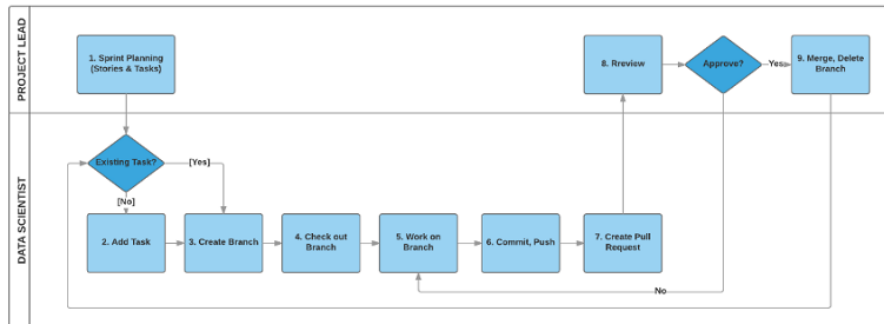 PROJECT LEAD
1. Sprint Planning
(Stories & Tasks)
8. Rreview
Approve?
Yes
9. Merge, Delete
Branch
DATA SCIENTIST
Existing Task?
[Yes]
[No]
2. Add Task
3. Create Branch
4. Check out
Branch
5. Work on
Branch
6. Commit, Push
7. Create Pull
Request
No